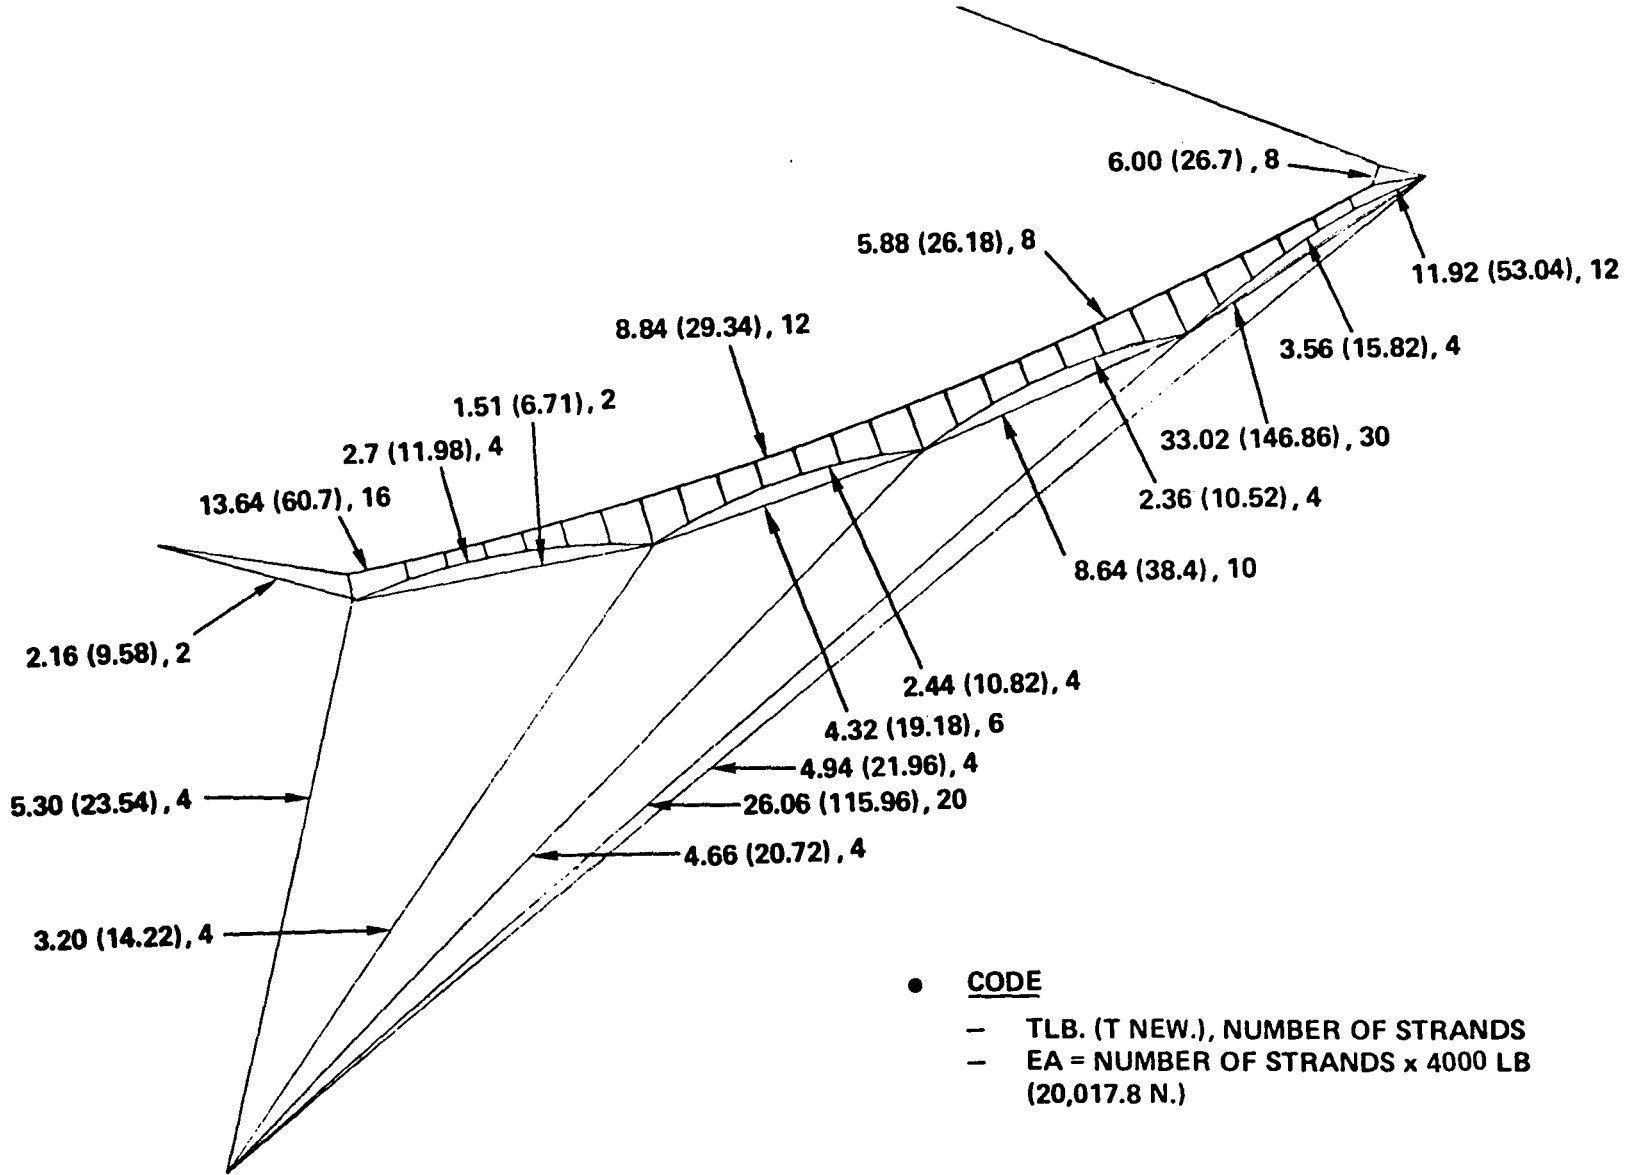 6.00 (26.7), 8
5.88 (26.18), 8
11.92 (53.04), 12
8.84 (29.34), 12
3.56 (15.82), 4
1.51 (6.71), 2
33.02 (146.86), 30
2.7 (11.98), 4
2.36 (10.52), 4
13.64 (60.7), 16
8.64 (38.4), 10
2.16 (9.58), 2
2.44 (10.82), 4
4.32 (19.18), 6
4.94 (21.96), 4
5.30 (23.54), 4
26.06 (115.96), 20
4.66 (20.72), 4
3.20 (14.22), 4
● CODE
– TLB. (T NEW.), NUMBER OF STRANDS
– EA = NUMBER OF STRANDS x 4000 LB
(20,017.8 N.)